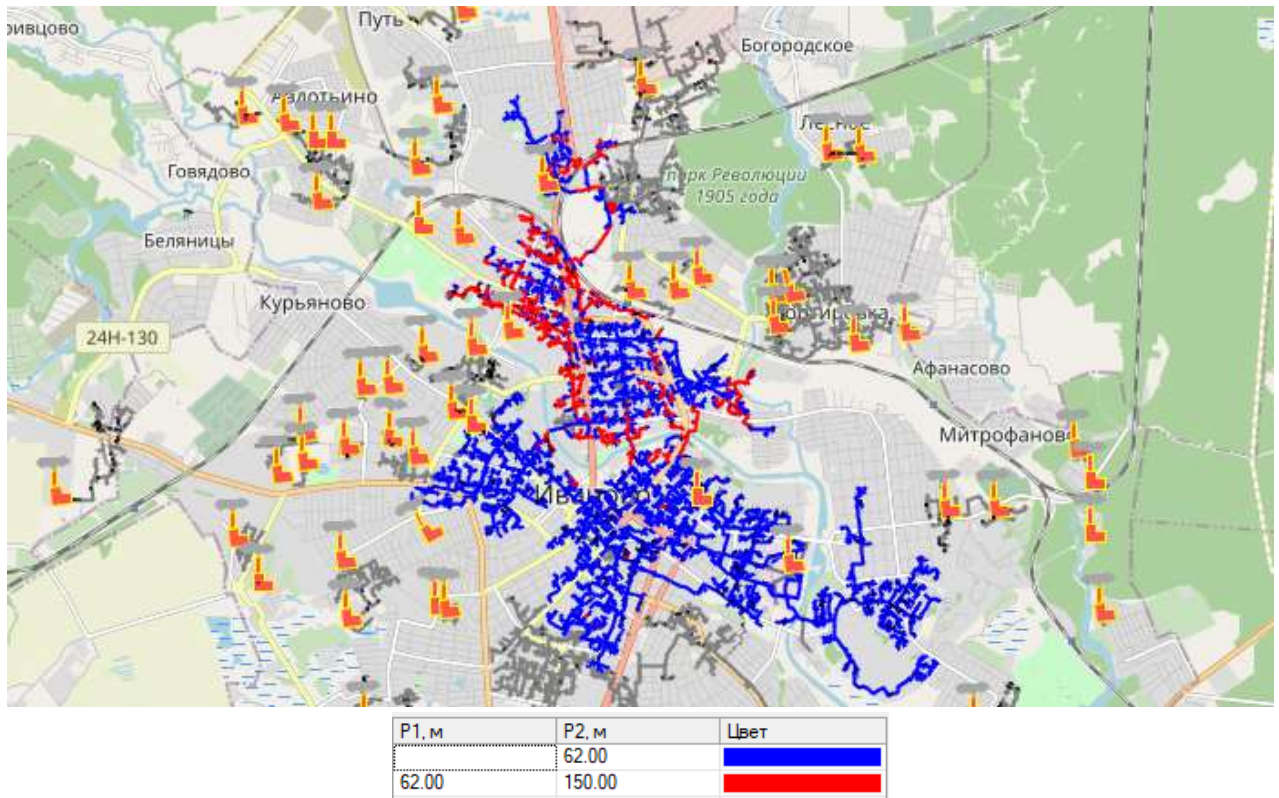 Путь
ривцово
Богородское
Авдотьино
Лесное
Говядово
парк Революции
1905 года
Беляницы
Курьяново
24Н-130
Афанасово
Митрофаново
Иваново
P1, м P2, м Цвет
62.00
62.00 150.00